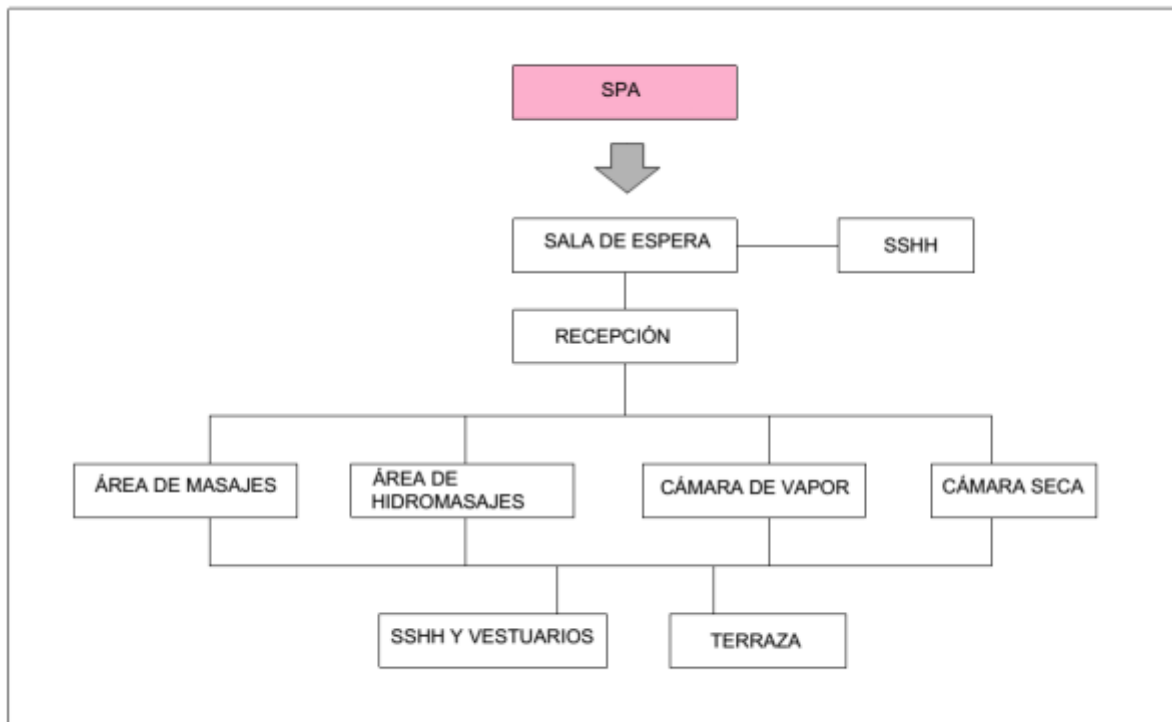 SPA
SALA DE ESPERA
SSHH
RECEPCIÓN
ÁREA DE MASAJES
ÁREA DE
HIDROMASAJES
CÁMARA DE VAPOR
CÁMARA SECA
SSHH Y VESTUARIOS
TERRAZA